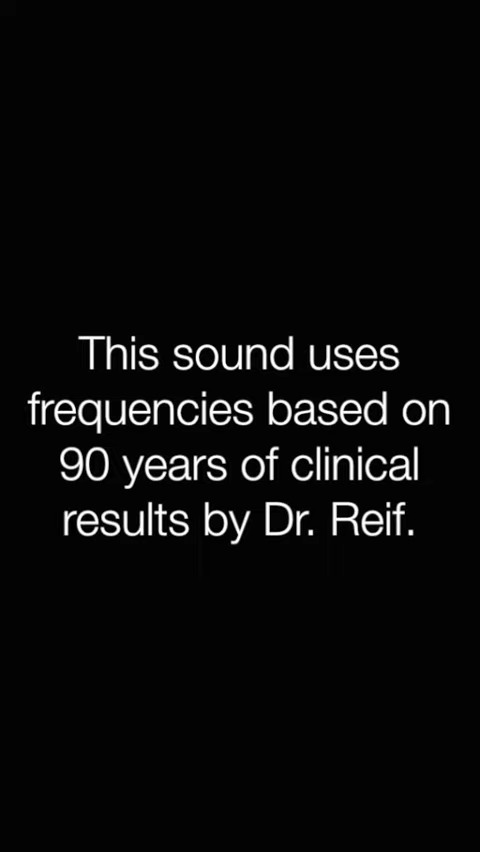 This sound uses
frequencies based on
90 years of clinical
results by Dr. Reif.